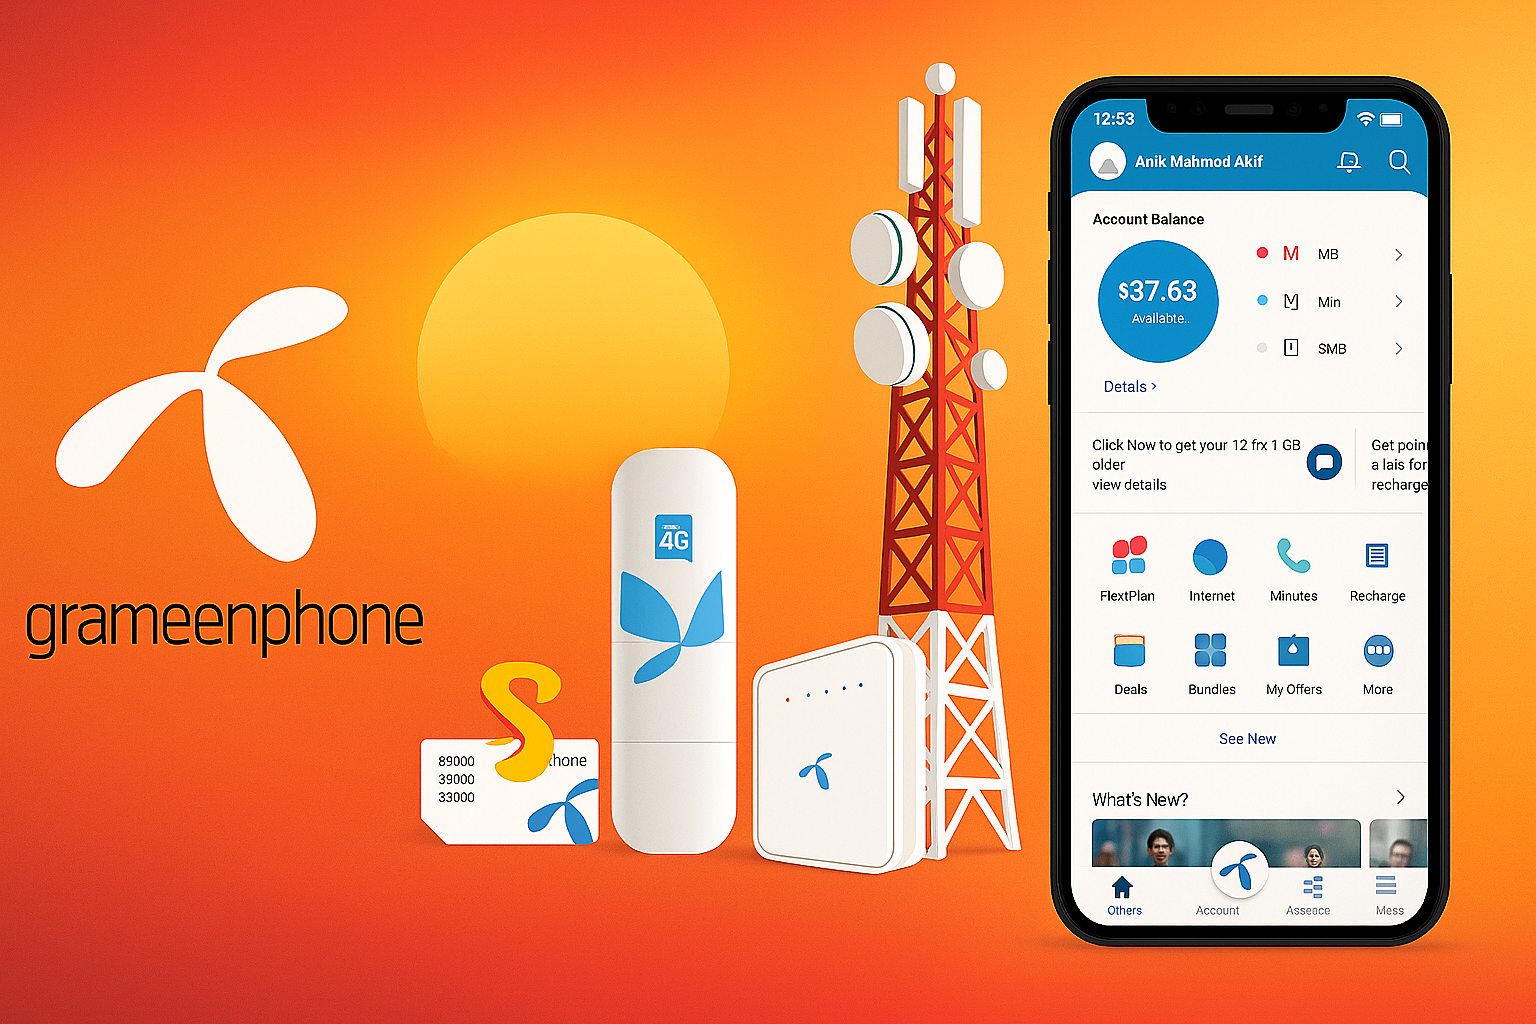 grameenphone
89000
39000
33000
hone
4G
12:53
Anik Mahmod Akif
Account Balance
$37.63
Availabte..
M MB
Min
SMB
Detals
Click Now to get your 12 frx 1 GB
older
view details
Get poin
a lais for
recharge
FlextPlan Internet Minutes Recharge
Deals Bundles My Offers More
See New
What's New?
Others Account Asseace Mess